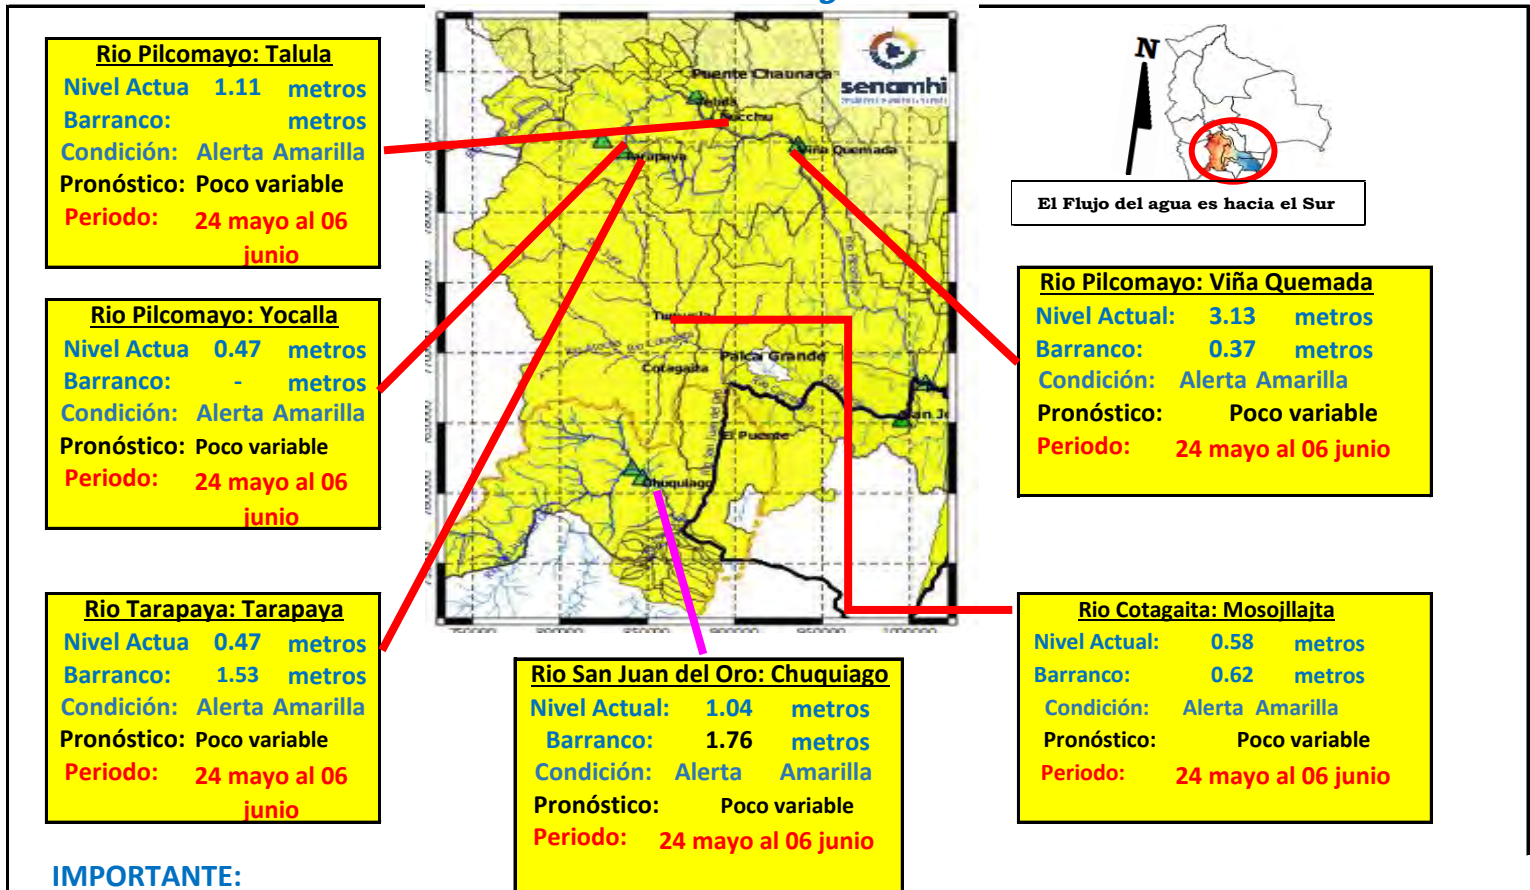 Rio Pilcomayo: Talula
Nivel Actua 1.11 metros
Barranco: metros
Condición: Alerta Amarilla
Pronóstico: Poco variable
Periodo: 24 mayo al 06
junio
Rio Pilcomayo: Yocalla
Nivel Actua 0.47 metros
Barranco: - metros
Condición: Alerta Amarilla
Pronóstico: Poco variable
Periodo: 24 mayo al 06
junio
Rio Tarapaya: Tarapaya
Nivel Actua 0.47 metros
Barranco: 1.53 metros
Condición: Alerta Amarilla
Pronóstico: Poco variable
Periodo: 24 mayo al 06
junio
IMPORTANTE:
senamhi
Puente Chaunaca
Talula
Tarapaya
Viña Quemada
Tumusla
Palca Grande
Cotagaita
El Puente
Chuquiago
750000 800000 850000 900000 950000 1000000
Rio San Juan del Oro: Chuquiago
Nivel Actual: 1.04 metros
Barranco: 1.76 metros
Condición: Alerta Amarilla
Pronóstico: Poco variable
Periodo: 24 mayo al 06 junio
N
El Flujo del agua es hacia el Sur
Rio Pilcomayo: Viña Quemada
Nivel Actual: 3.13 metros
Barranco: 0.37 metros
Condición: Alerta Amarilla
Pronóstico: Poco variable
Periodo: 24 mayo al 06 junio
Rio Cotagaita: Mosojllajta
Nivel Actual: 0.58 metros
Barranco: 0.62 metros
Condición: Alerta Amarilla
Pronóstico: Poco variable
Periodo: 24 mayo al 06 junio